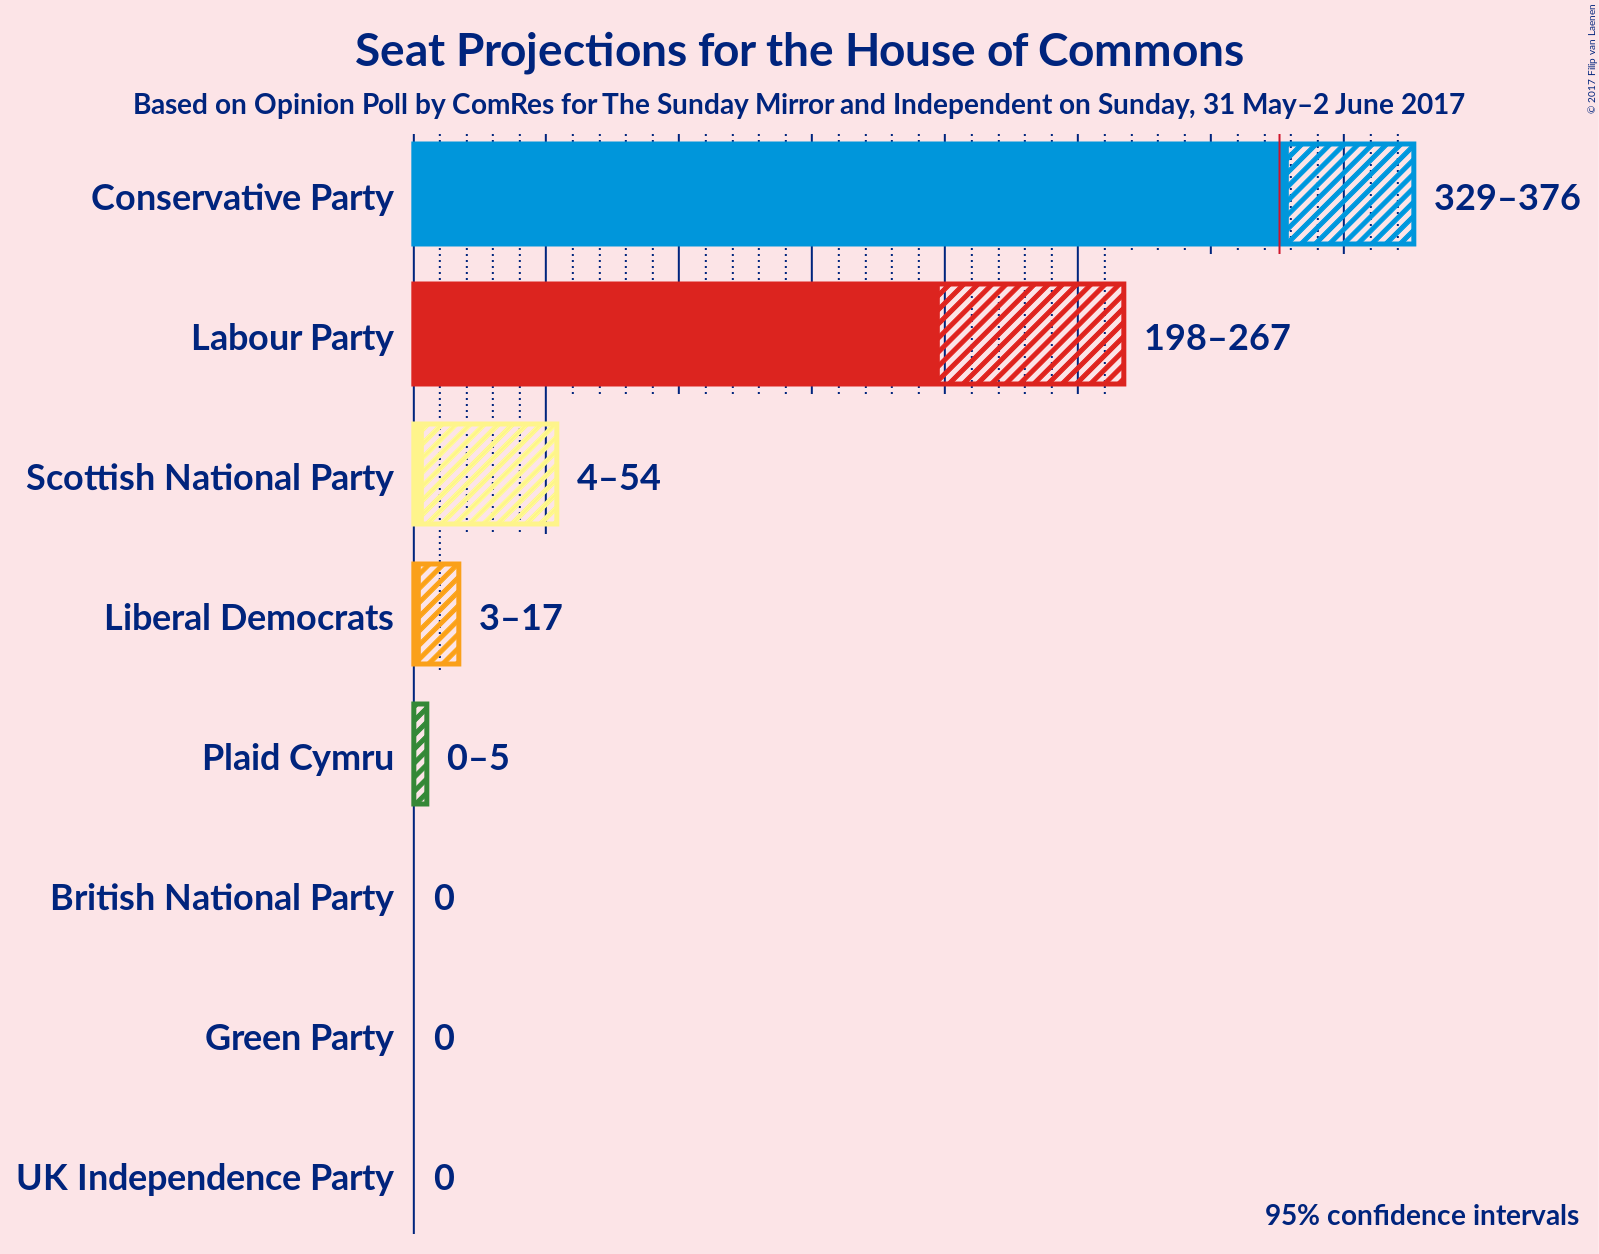 Seat Projections for the House of Commons
Based on Opinion Poll by ComRes for The Sunday Mirror and Independent on Sunday, 31 May–2 June 2017
© 2017 Filip van Laenen
Conservative Party 329–376
Labour Party 198–267
Scottish National Party 4–54
Liberal Democrats 3–17
Plaid Cymru 0–5
British National Party 0
Green Party 0
UK Independence Party 0
95% confidence intervals